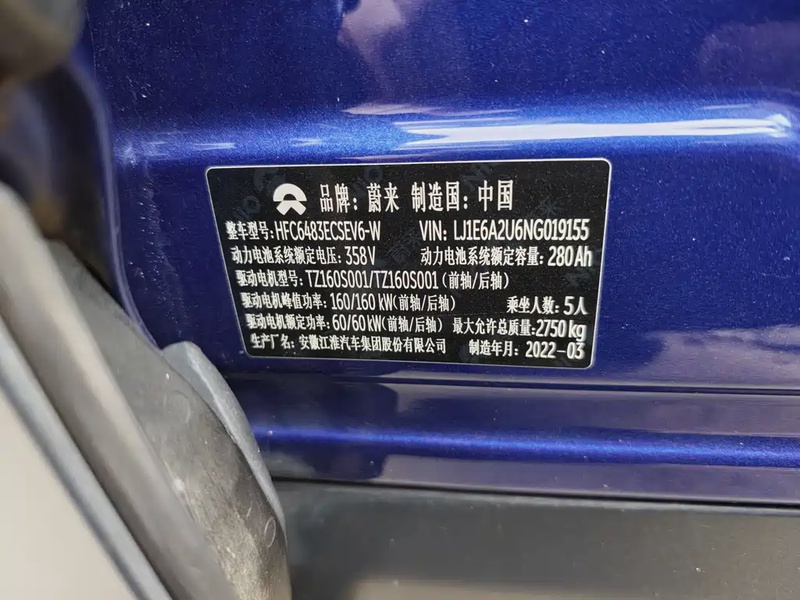 品牌: 蔚来 制造国: 中国
整车型号: HFC6483ECSEV6-W VIN: LJ1E6A2U6NG019155
动力电池系统额定电压: 358V 动力电池系统额定容量: 280Ah
驱动电机型号: TZ160S001/TZ160S001 (前轴/后轴)
驱动电机峰值功率: 160/160 kW(前轴/后轴) 乘坐人数: 5人
驱动电机额定功率: 60/60 kW(前轴/后轴) 最大允许总质量: 2750 kg
生产厂名: 安徽江淮汽车集团股份有限公司 制造年月: 2022-03